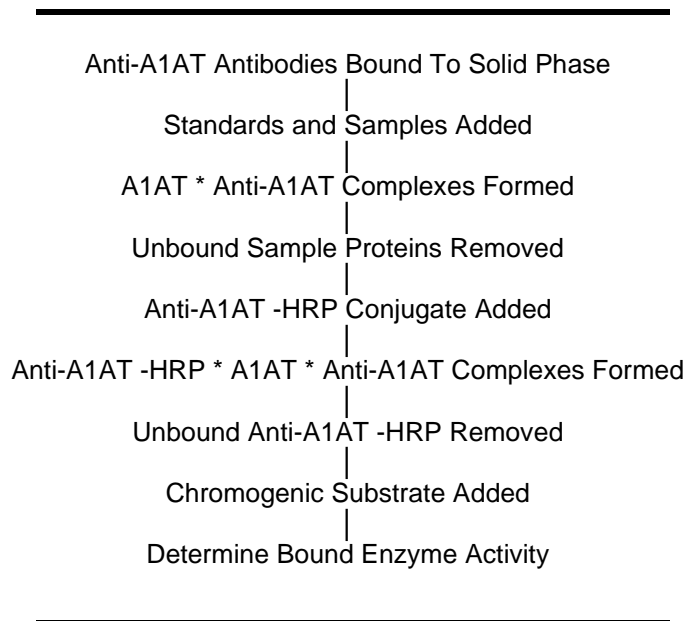 Anti-A1AT Antibodies Bound To Solid Phase
Standards and Samples Added
A1AT * Anti-A1AT Complexes Formed
Unbound Sample Proteins Removed
Anti-A1AT -HRP Conjugate Added
Anti-A1AT -HRP * A1AT * Anti-A1AT Complexes Formed
Unbound Anti-A1AT -HRP Removed
Chromogenic Substrate Added
Determine Bound Enzyme Activity